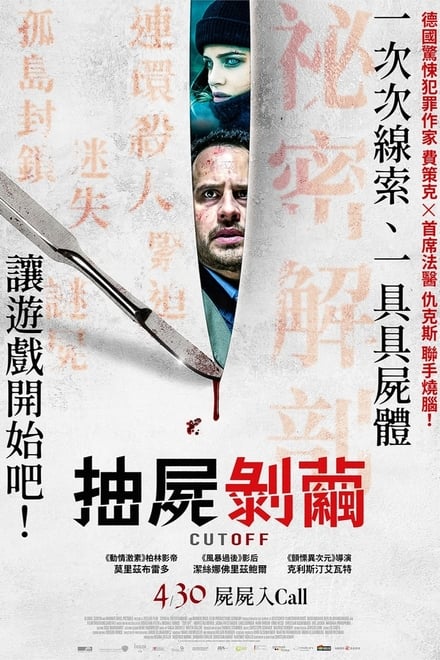 德國驚悚犯罪作家 費策克×首席法醫 仇克斯 聯手燒腦！
一次次線索、一具具屍體
祕密解剖
連環殺人
孤島封鎖
迷失
讓遊戲開始吧！
抽屍剝繭
CUTOFF
《動情激素》柏林影帝
莫里茲布雷多
《風暴過後》影后
潔絲娜佛里茲鮑爾
《顫慄異次元》導演
克利斯汀艾瓦特
4/30 屍屍入Call